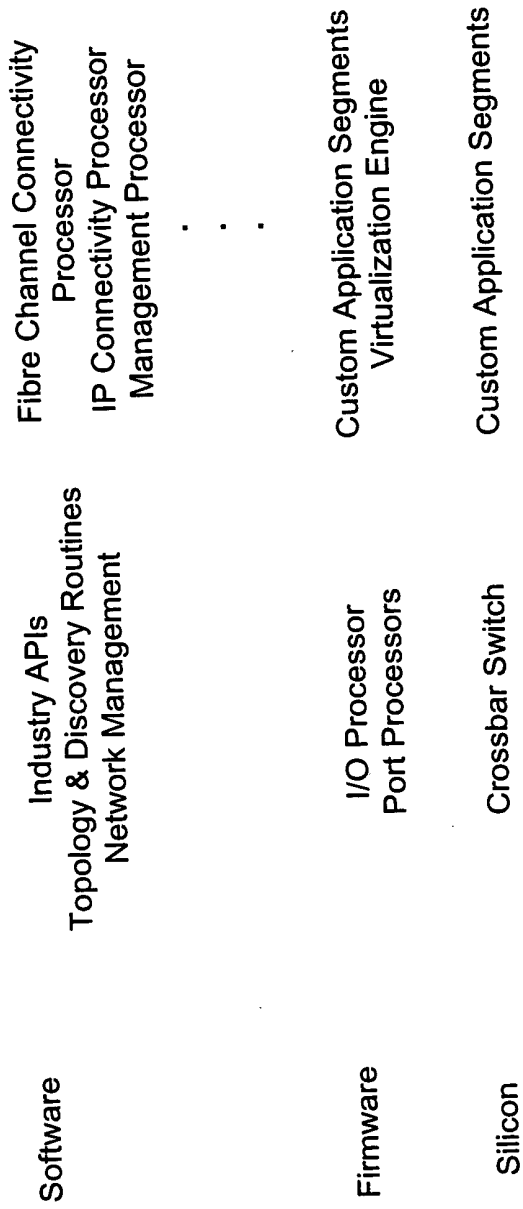 Software
Industry APIs
Topology & Discovery Routines
Network Management
Fibre Channel Connectivity
Processor
IP Connectivity Processor
Management Processor
.
.
.
Firmware
I/O Processor
Port Processors
Custom Application Segments
Virtualization Engine
Silicon
Crossbar Switch
Custom Application Segments